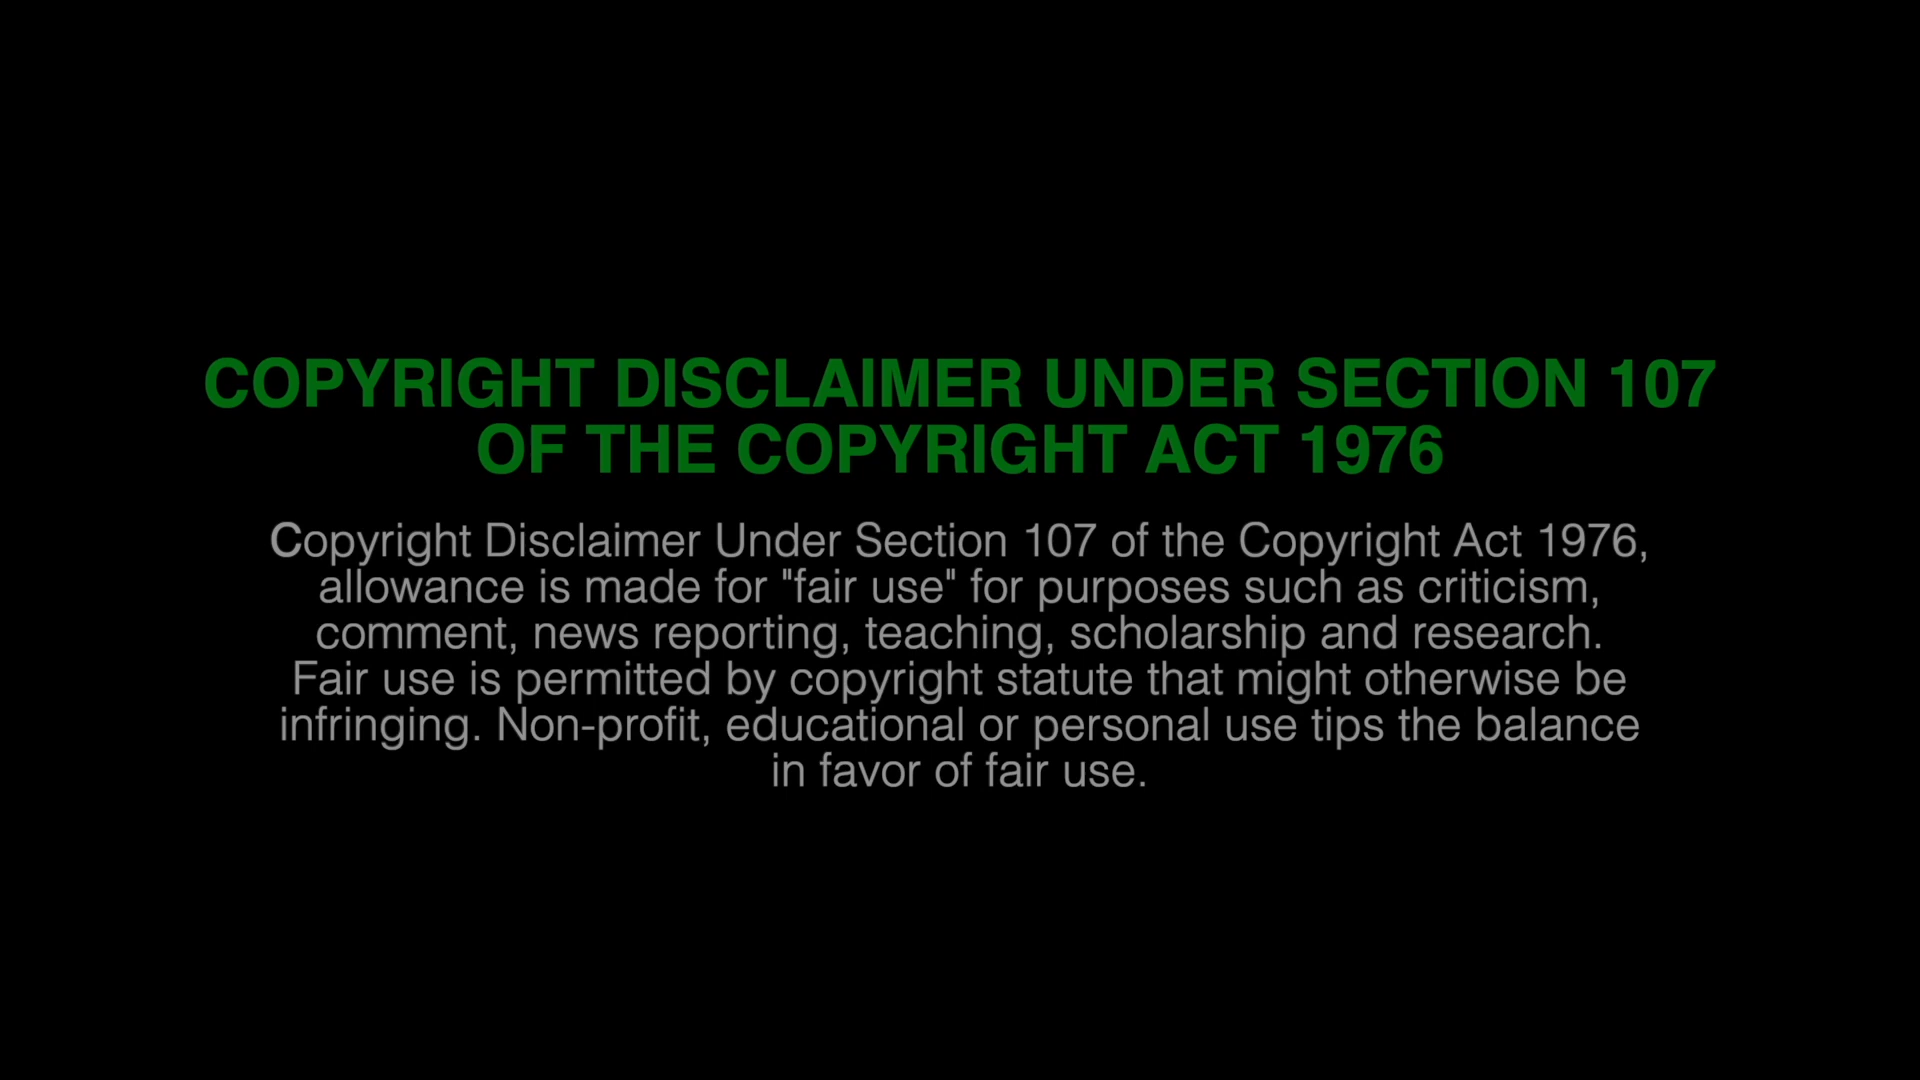 COPYRIGHT DISCLAIMER UNDER SECTION 107
OF THE COPYRIGHT ACT 1976
Copyright Disclaimer Under Section 107 of the Copyright Act 1976,
allowance is made for "fair use" for purposes such as criticism,
comment, news reporting, teaching, scholarship and research.
Fair use is permitted by copyright statute that might otherwise be
infringing. Non-profit, educational or personal use tips the balance
in favor of fair use.